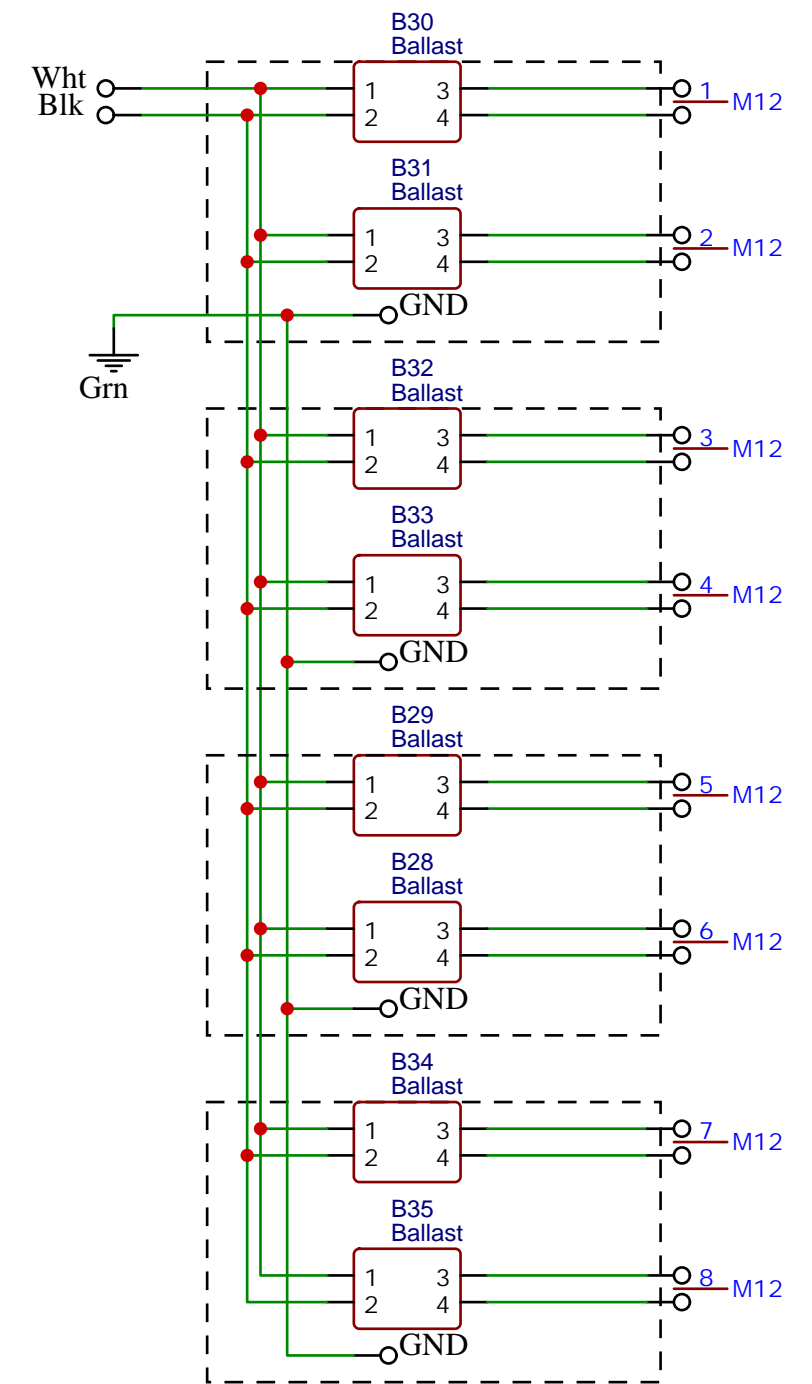 B30
Ballast
Wht
Blk
1 3
2 4
1
M12
B31
Ballast
1 3
2 4
2
M12
GND
Grn
B32
Ballast
1 3
2 4
3
M12
B33
Ballast
1 3
2 4
4
M12
GND
B29
Ballast
1 3
2 4
5
M12
B28
Ballast
1 3
2 4
6
M12
GND
B34
Ballast
1 3
2 4
7
M12
B35
Ballast
1 3
2 4
8
M12
GND